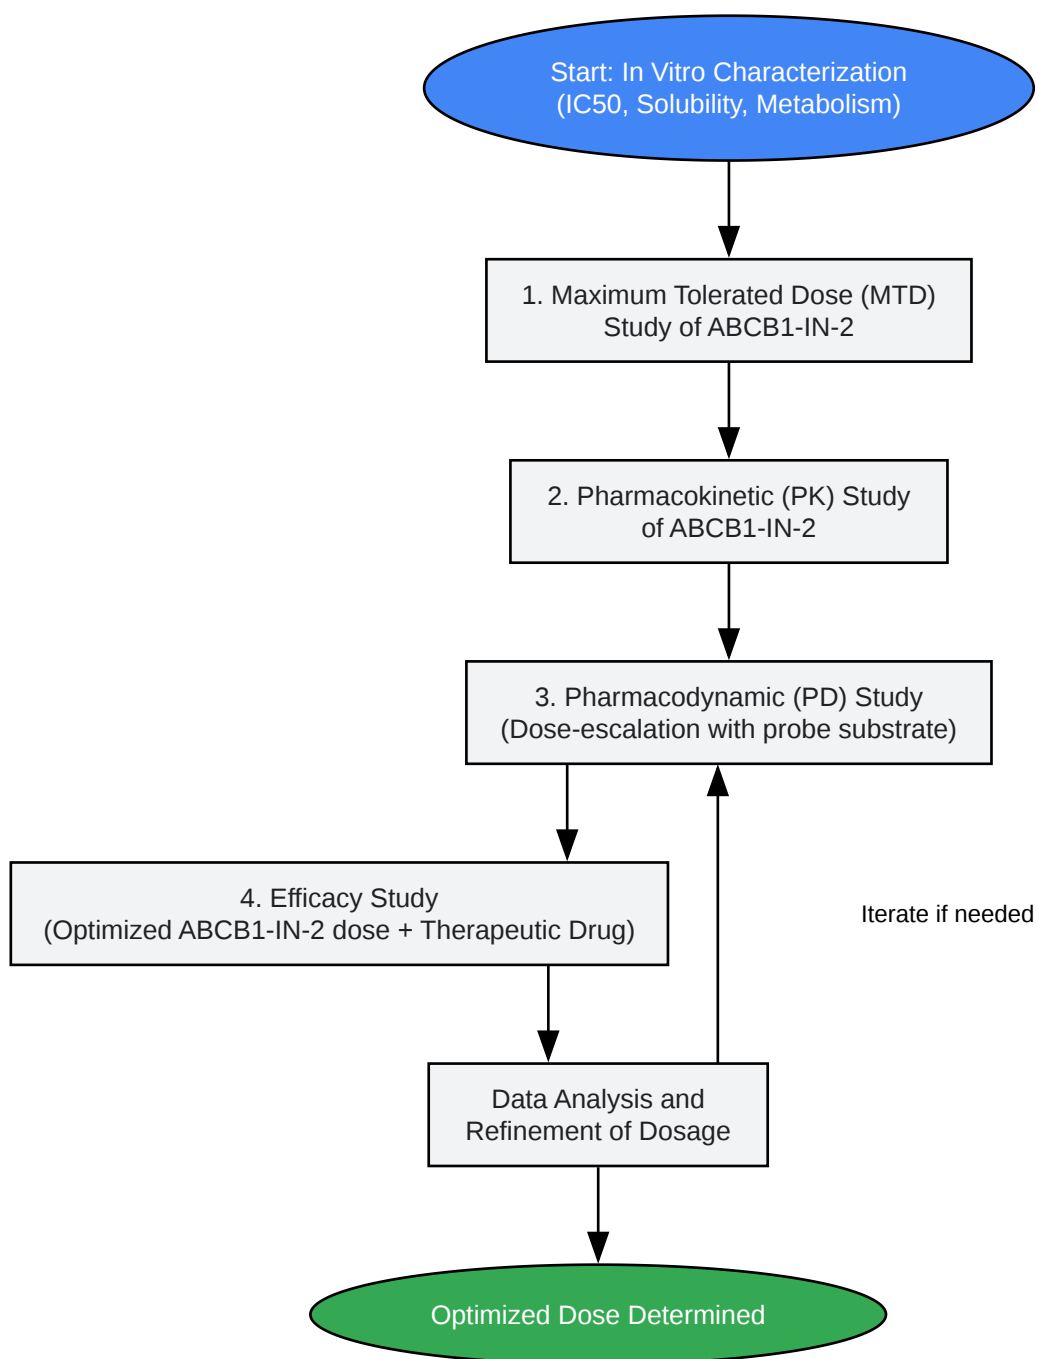 Start: In Vitro Characterization
(IC50, Solubility, Metabolism)
1. Maximum Tolerated Dose (MTD)
Study of ABCB1-IN-2
2. Pharmacokinetic (PK) Study
of ABCB1-IN-2
3. Pharmacodynamic (PD) Study
(Dose-escalation with probe substrate)
4. Efficacy Study
(Optimized ABCB1-IN-2 dose + Therapeutic Drug)
Iterate if needed
Data Analysis and
Refinement of Dosage
Optimized Dose Determined